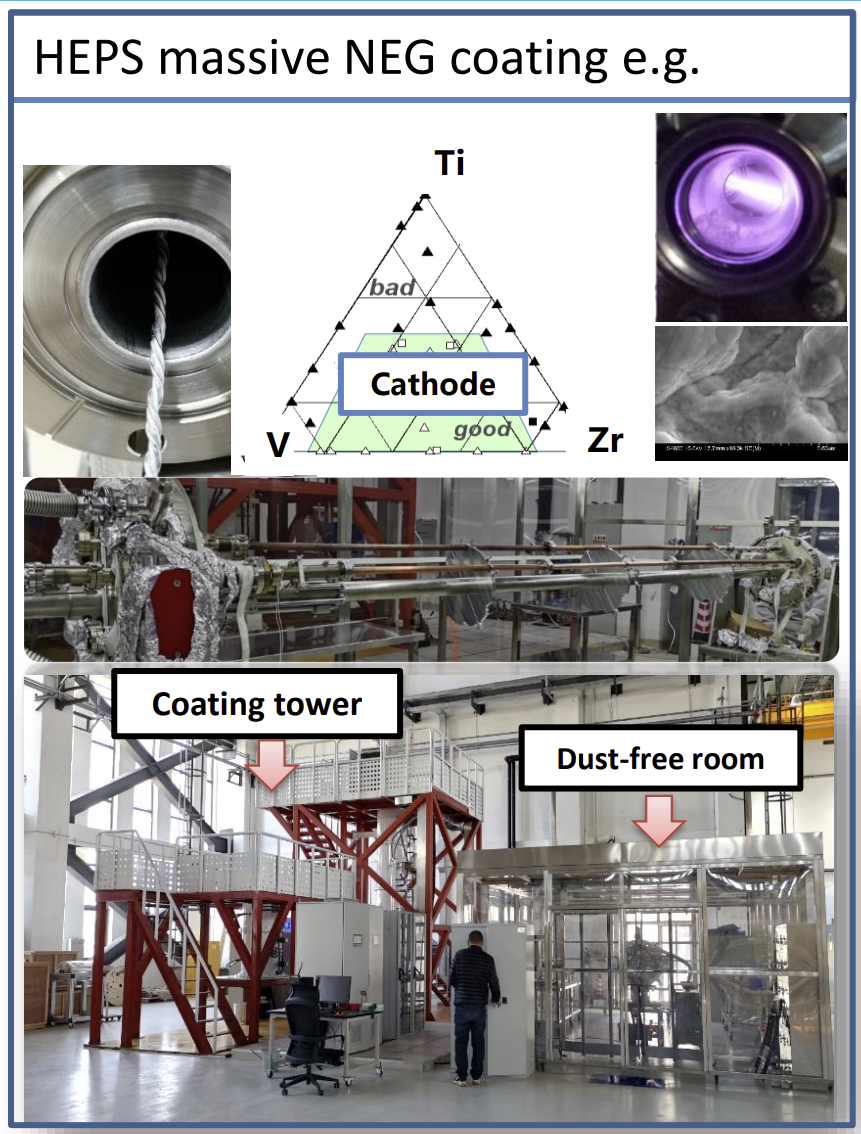 HEPS massive NEG coating e.g.
Ti
bad
Cathode
good
V
Zr
Coating tower
Dust-free room